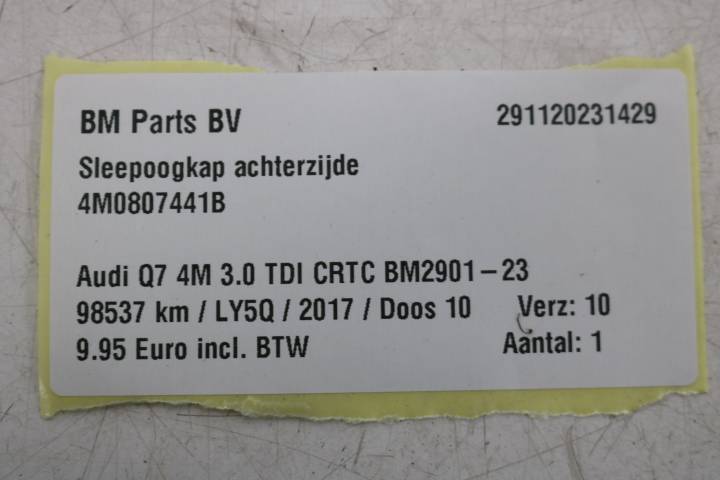 BM Parts BV 291120231429
Sleepoogkap achterzijde
4M0807441B
Audi Q7 4M 3.0 TDI CRTC BM2901-23
98537 km / LY5Q / 2017 / Doos 10 Verz: 10
9.95 Euro incl. BTW Aantal: 1